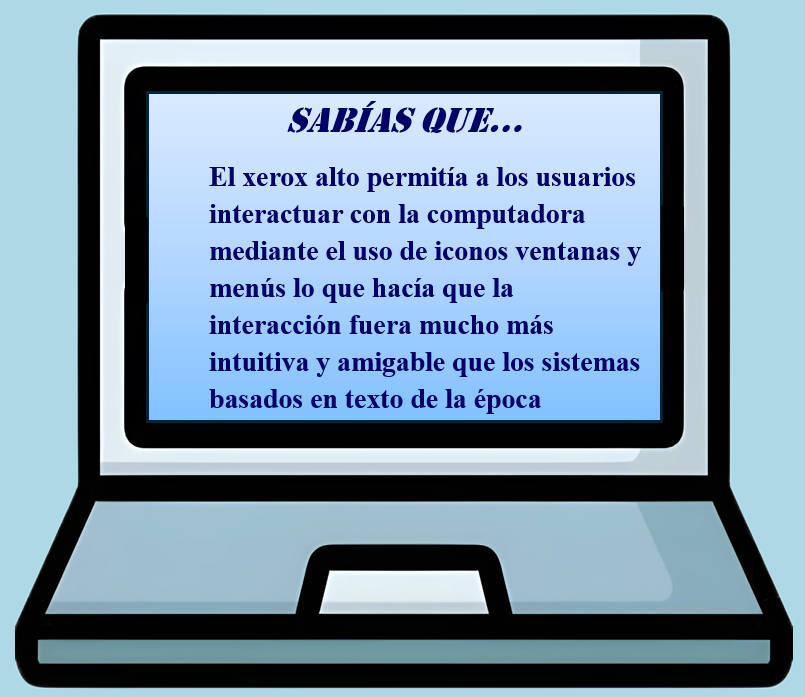 SABÍAS QUE...
El xerox alto permitía a los usuarios
interactuar con la computadora
mediante el uso de iconos ventanas y
menús lo que hacía que la
interacción fuera mucho más
intuitiva y amigable que los sistemas
basados en texto de la época